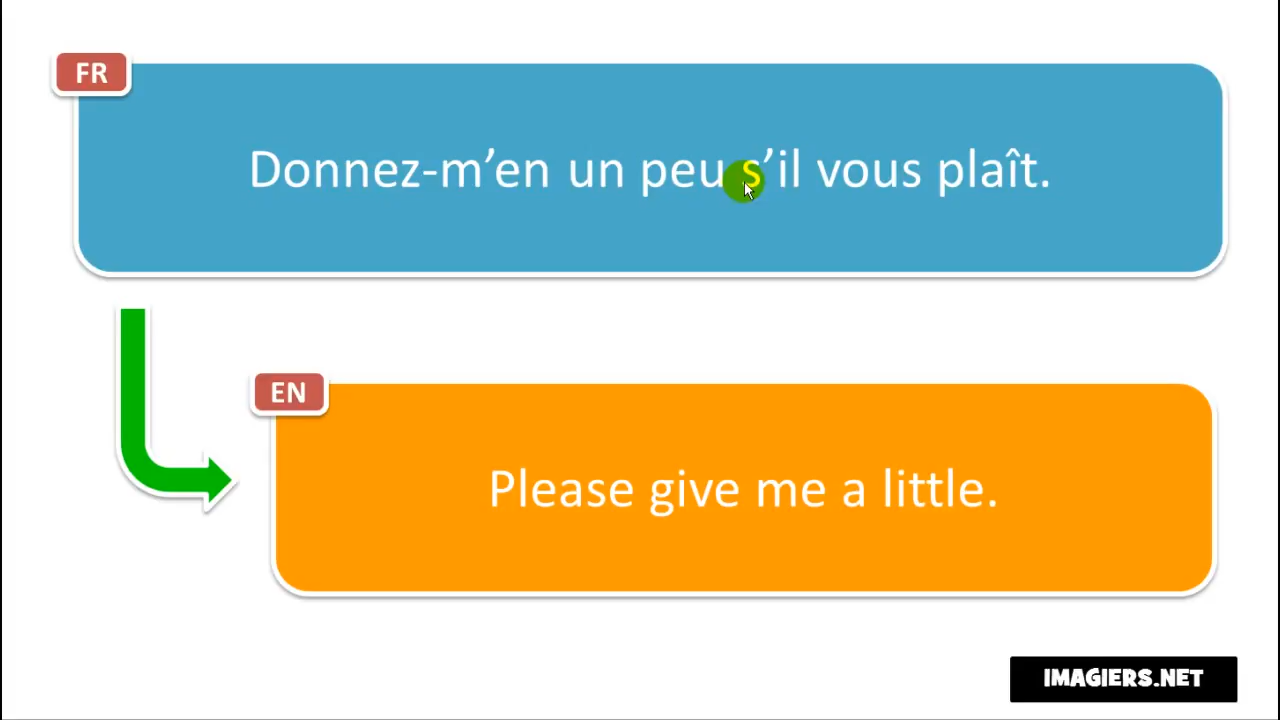 FR
Donnez-m’en un peu s’il vous plaît.
EN
Please give me a little.
IMAGIERS.NET